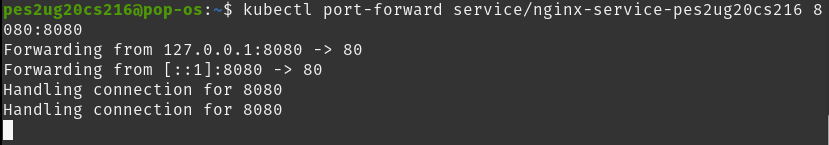 pes2ug20cs216@pop-os:~$ kubectl port-forward service/nginx-service-pes2ug20cs216 8
080:8080
Forwarding from 127.0.0.1:8080 -> 80
Forwarding from [::1]:8080 -> 80
Handling connection for 8080
Handling connection for 8080